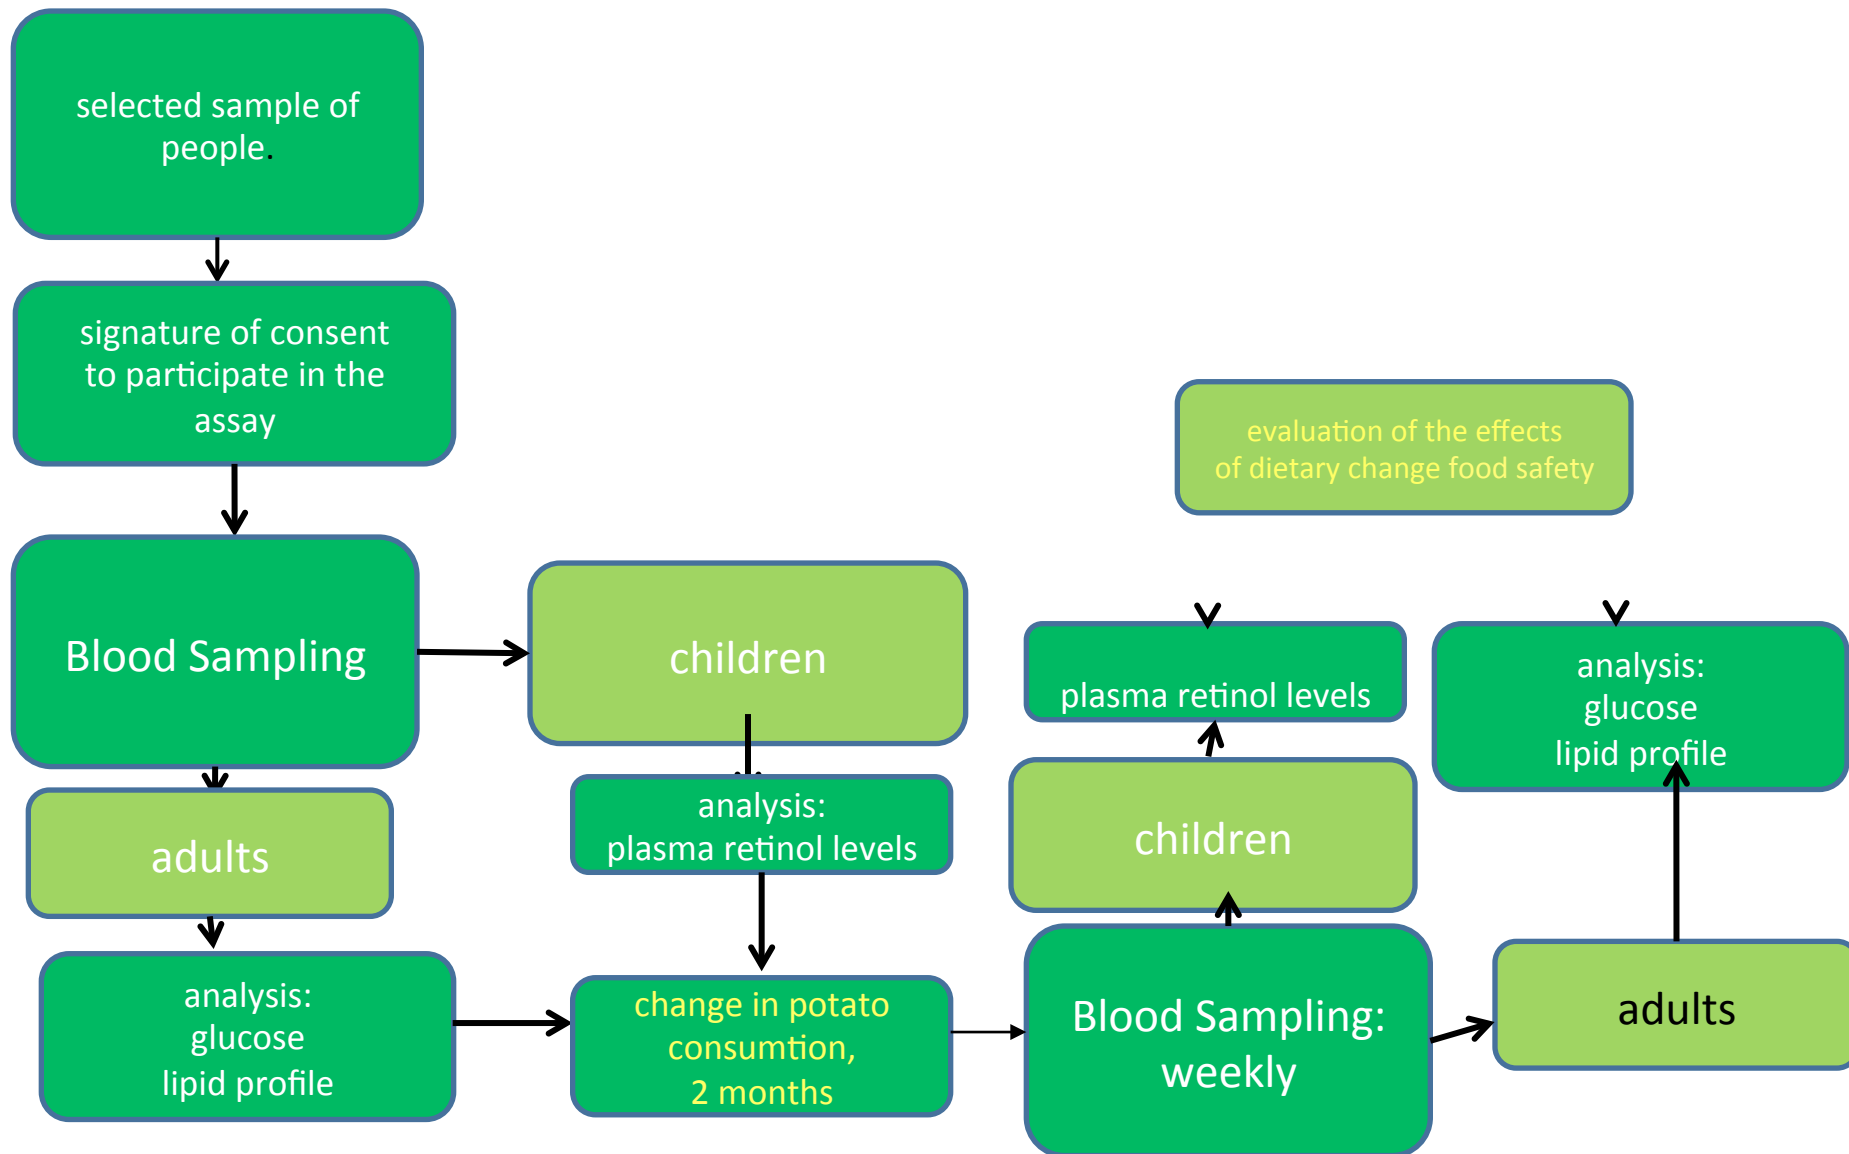 selected sample of
people.
signature of consent
to participate in the
assay
Blood Sampling
children
adults
analysis:
plasma retinol levels
analysis:
glucose
lipid profile
change in potato
consumtion,
2 months
Blood Sampling:
weekly
children
plasma retinol levels
adults
analysis:
glucose
lipid profile
evaluation of the effects
of dietary change food safety